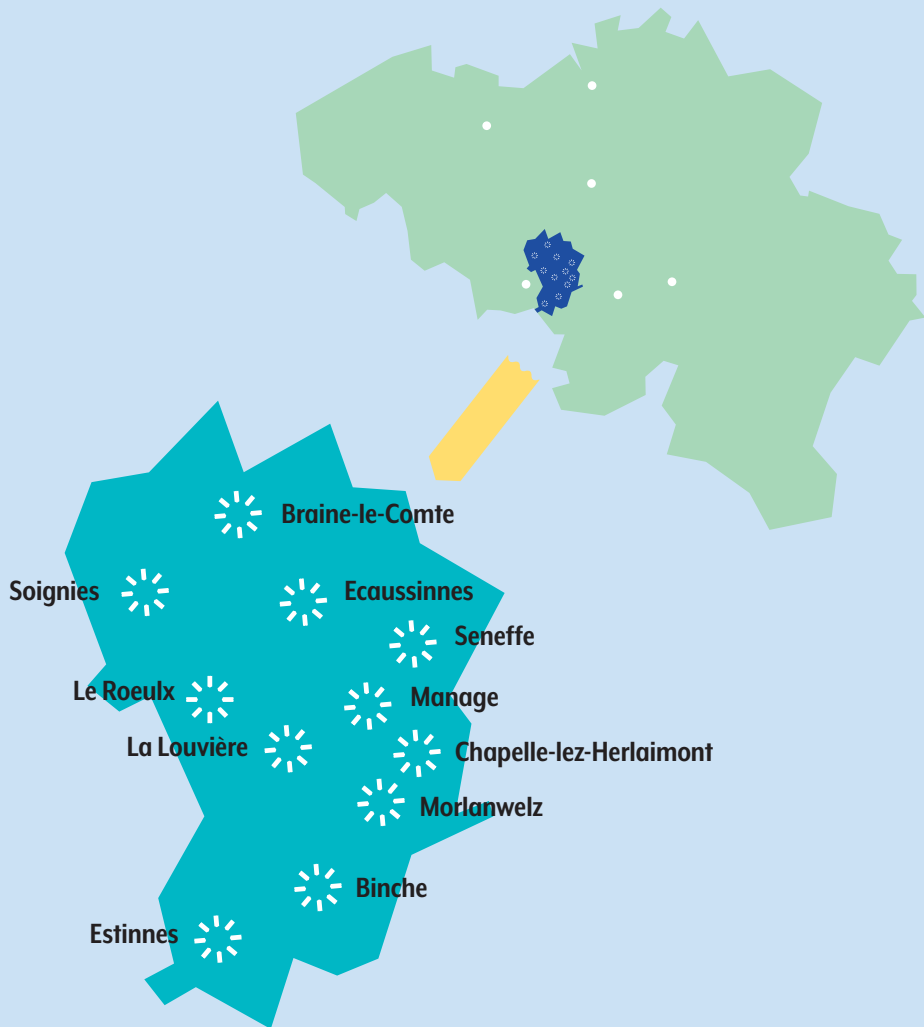 Braine-le-Comte
Soignies
Ecaussinnes
Seneffe
Le Roeulx
Manage
La Louvière
Chapelle-lez-Herlaimont
Morlanwelz
Binche
Estinnes